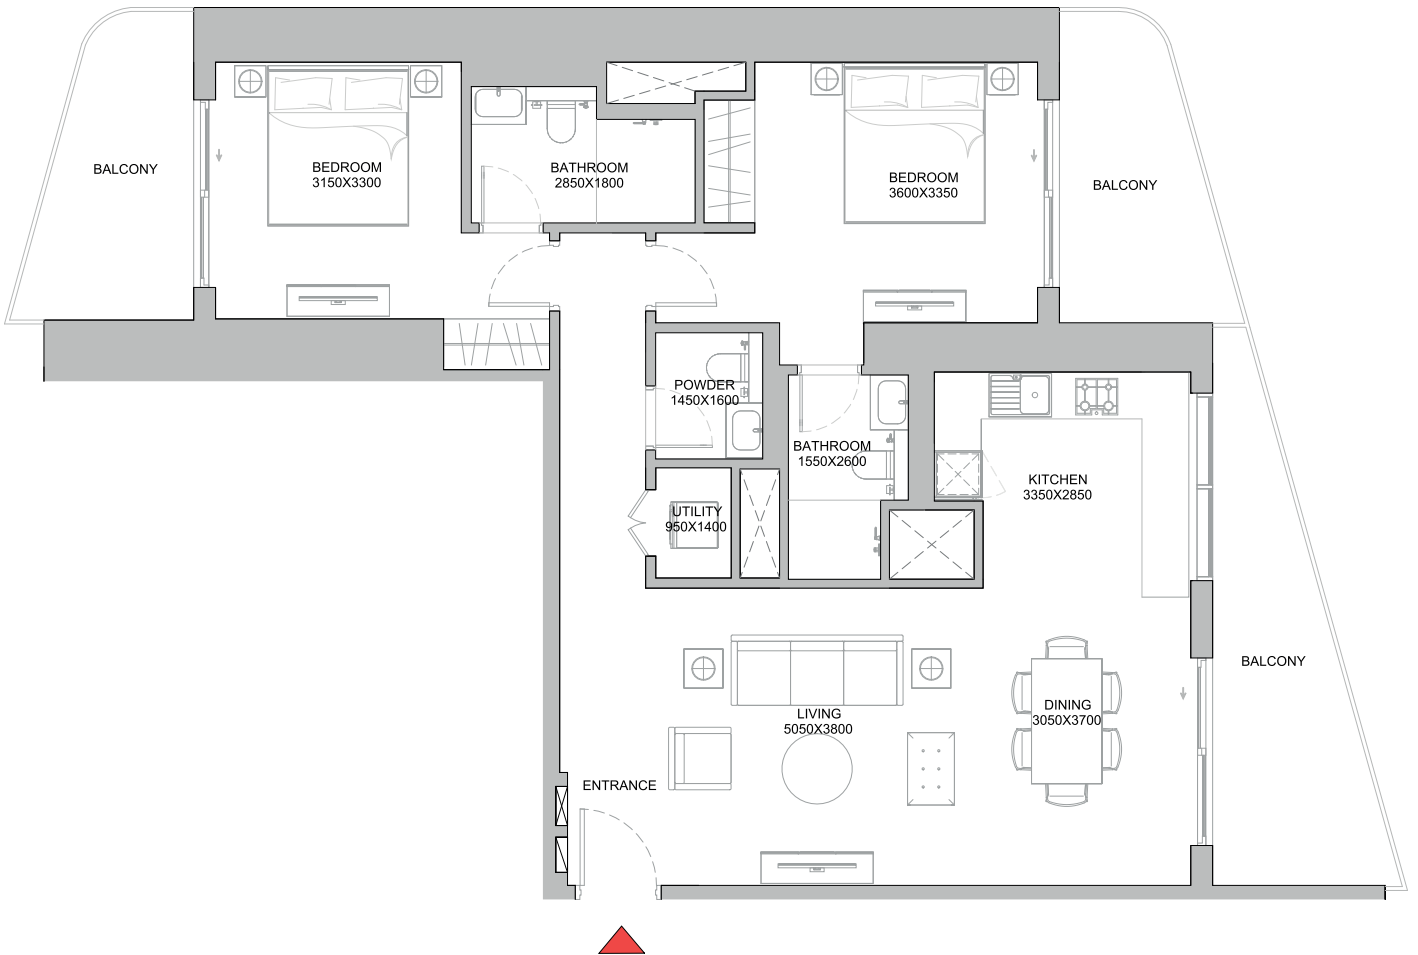 BALCONY
BEDROOM
3150X3300
BATHROOM
2850X1800
BEDROOM
3600X3350
BALCONY
POWDER
1450X1600
BATHROOM
1550X2600
KITCHEN
3350X2850
UTILITY
950X1400
LIVING
5050X3800
DINING
3050X3700
BALCONY
ENTRANCE